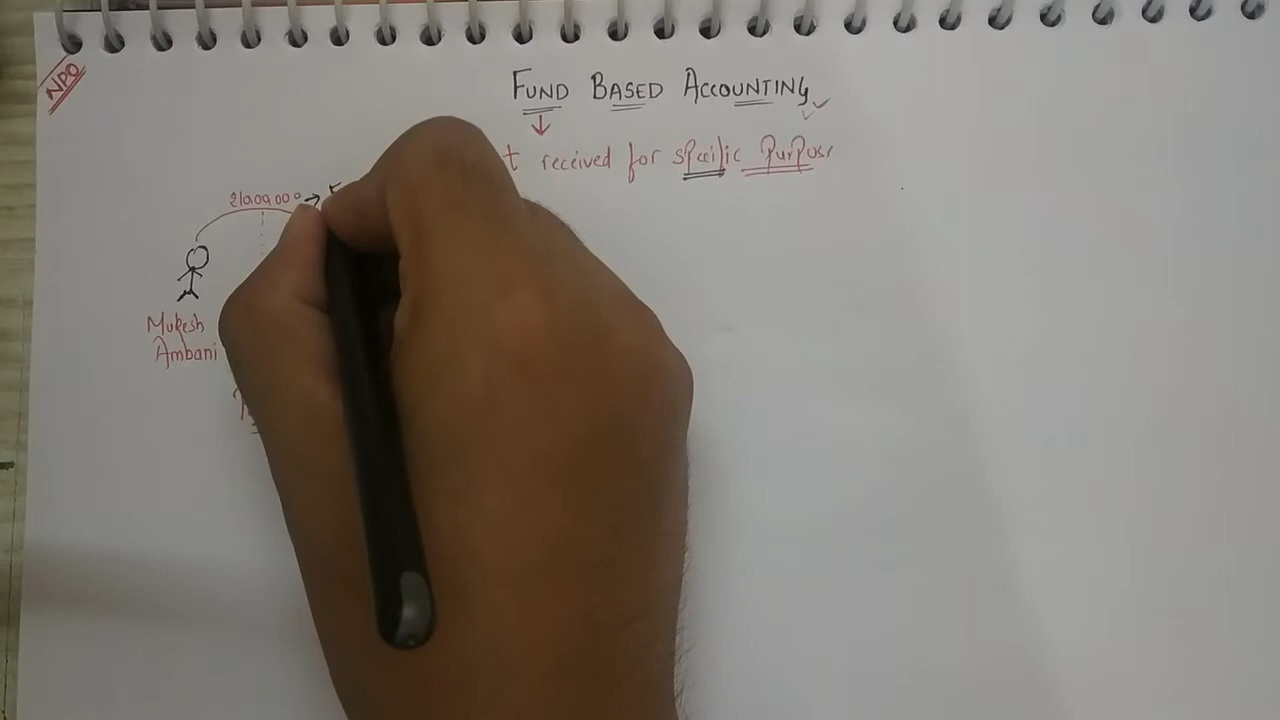 NPO
FUND BASED ACCOUNTING
received for specific Purpose
₹10,00,000
Mukesh
Ambani